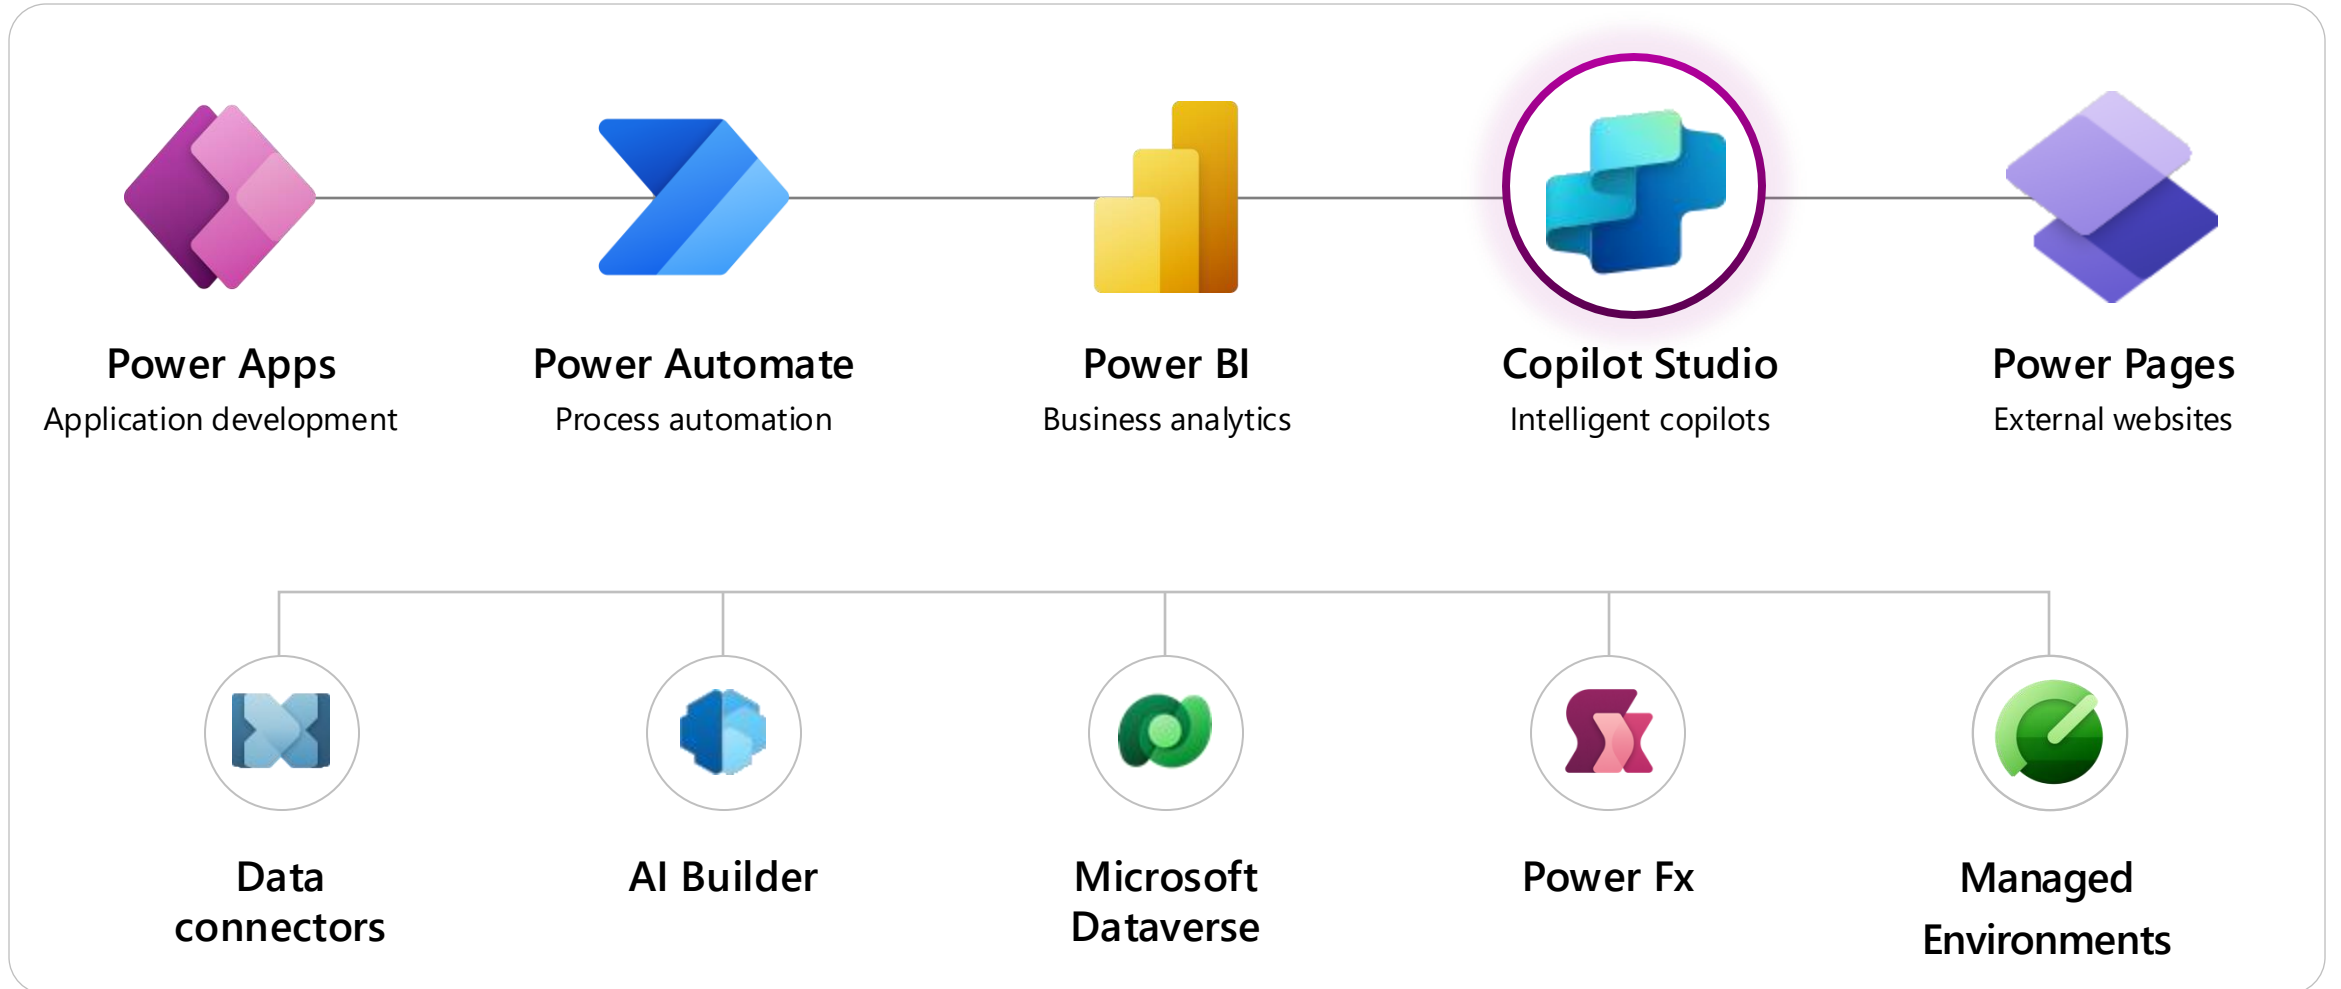 Power Apps
Application development
Power Automate
Process automation
Power BI
Business analytics
Copilot Studio
Intelligent copilots
Power Pages
External websites
Data
connectors
AI Builder
Microsoft
Dataverse
Power Fx
Managed
Environments